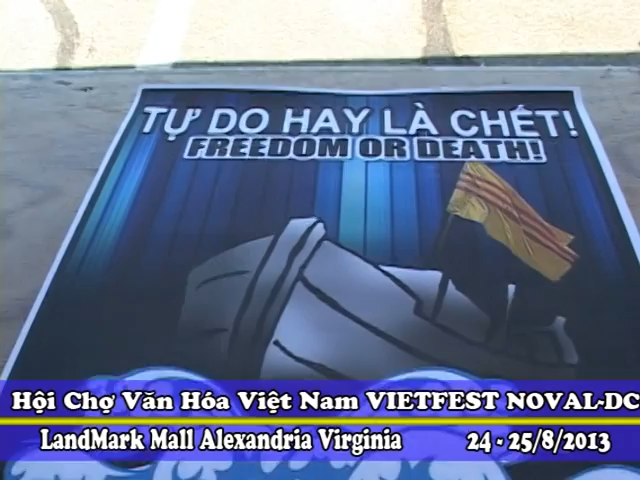 TỰ DO HAY LÀ CHẾT!
FREEDOM OR DEATH!
Hội Chợ Văn Hóa Việt Nam VIETFEST NOVAL-DC
LandMark Mall Alexandria Virginia 24 - 25/8/2013